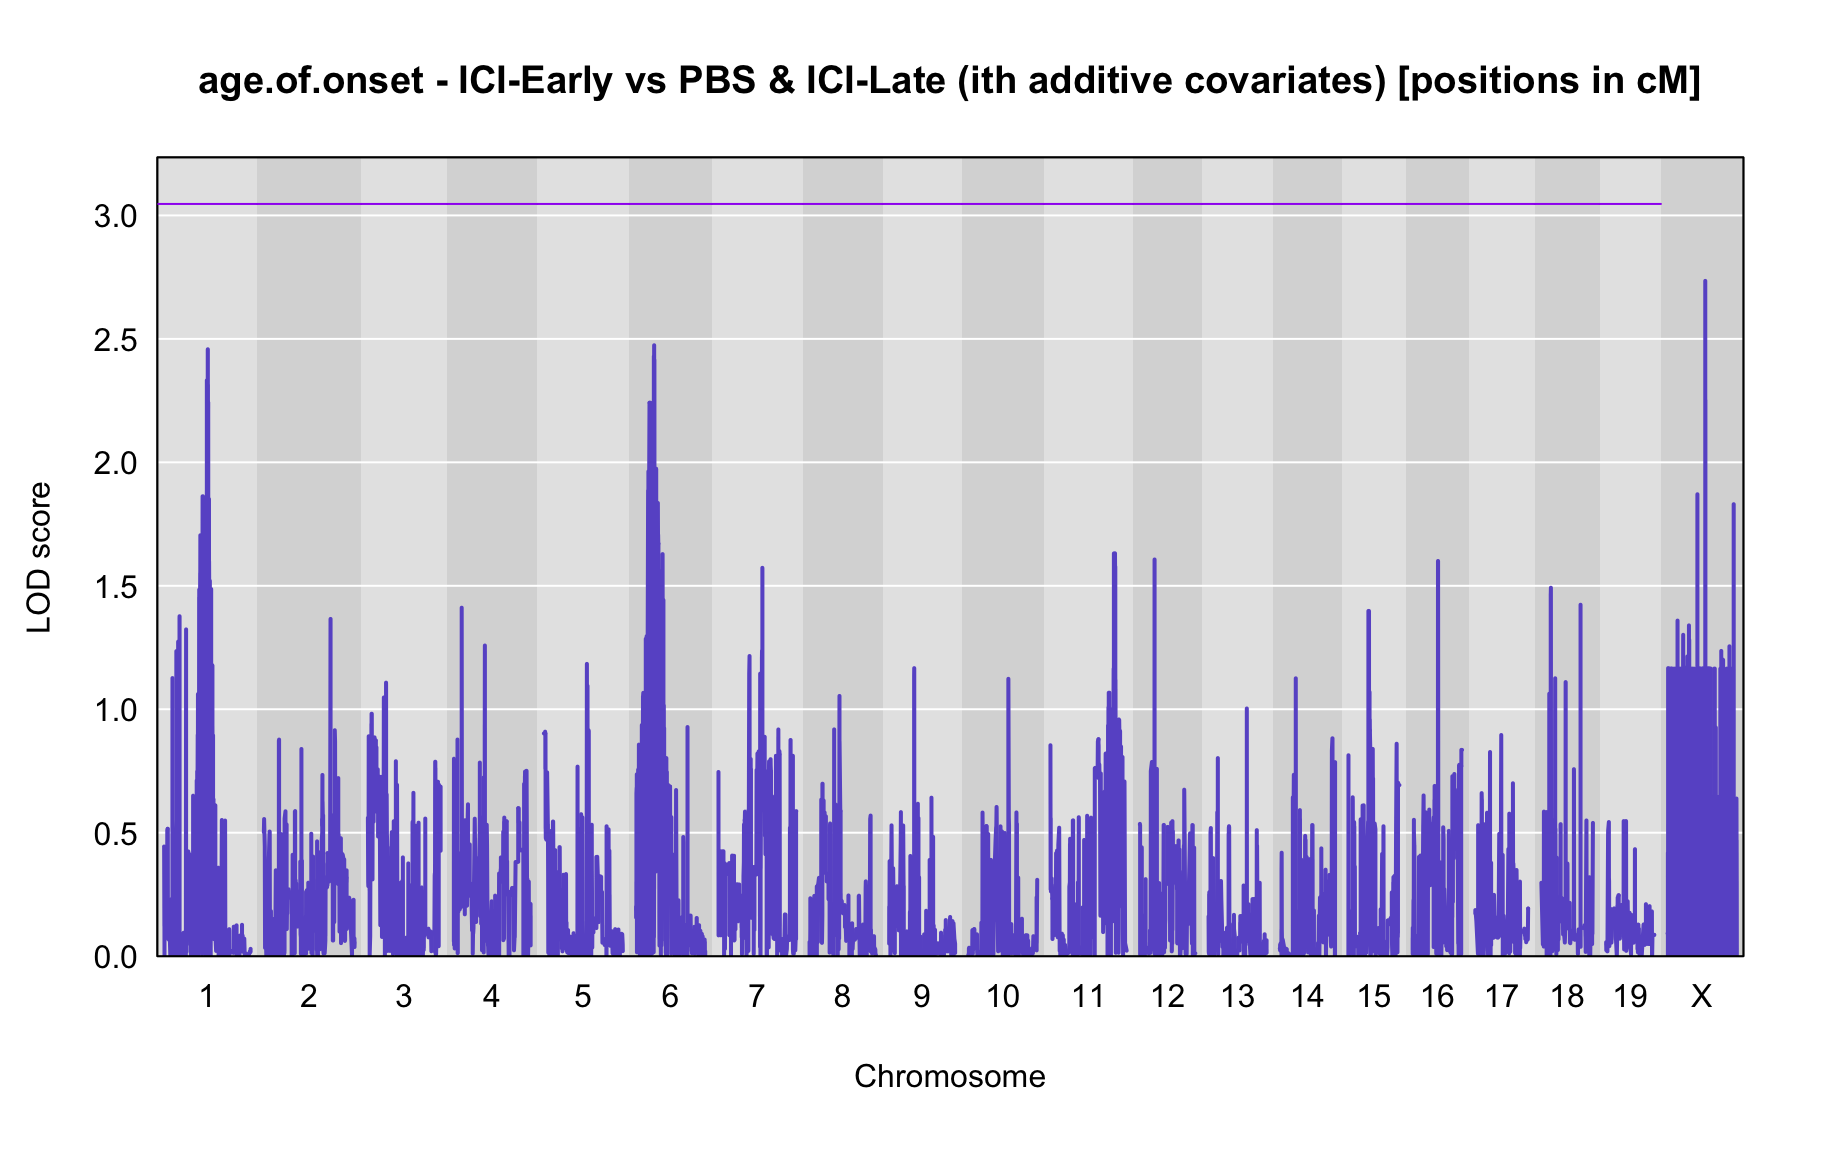 age.of.onset - ICI-Early vs PBS & ICI-Late (ith additive covariates) [positions in cM]
3.0
2.5
2.0
1.5
1.0
0.5
0.0
LOD score
1 2 3 4 5 6 7 8 9 10 11 12 13 14 15 16 17 18 19 X
Chromosome